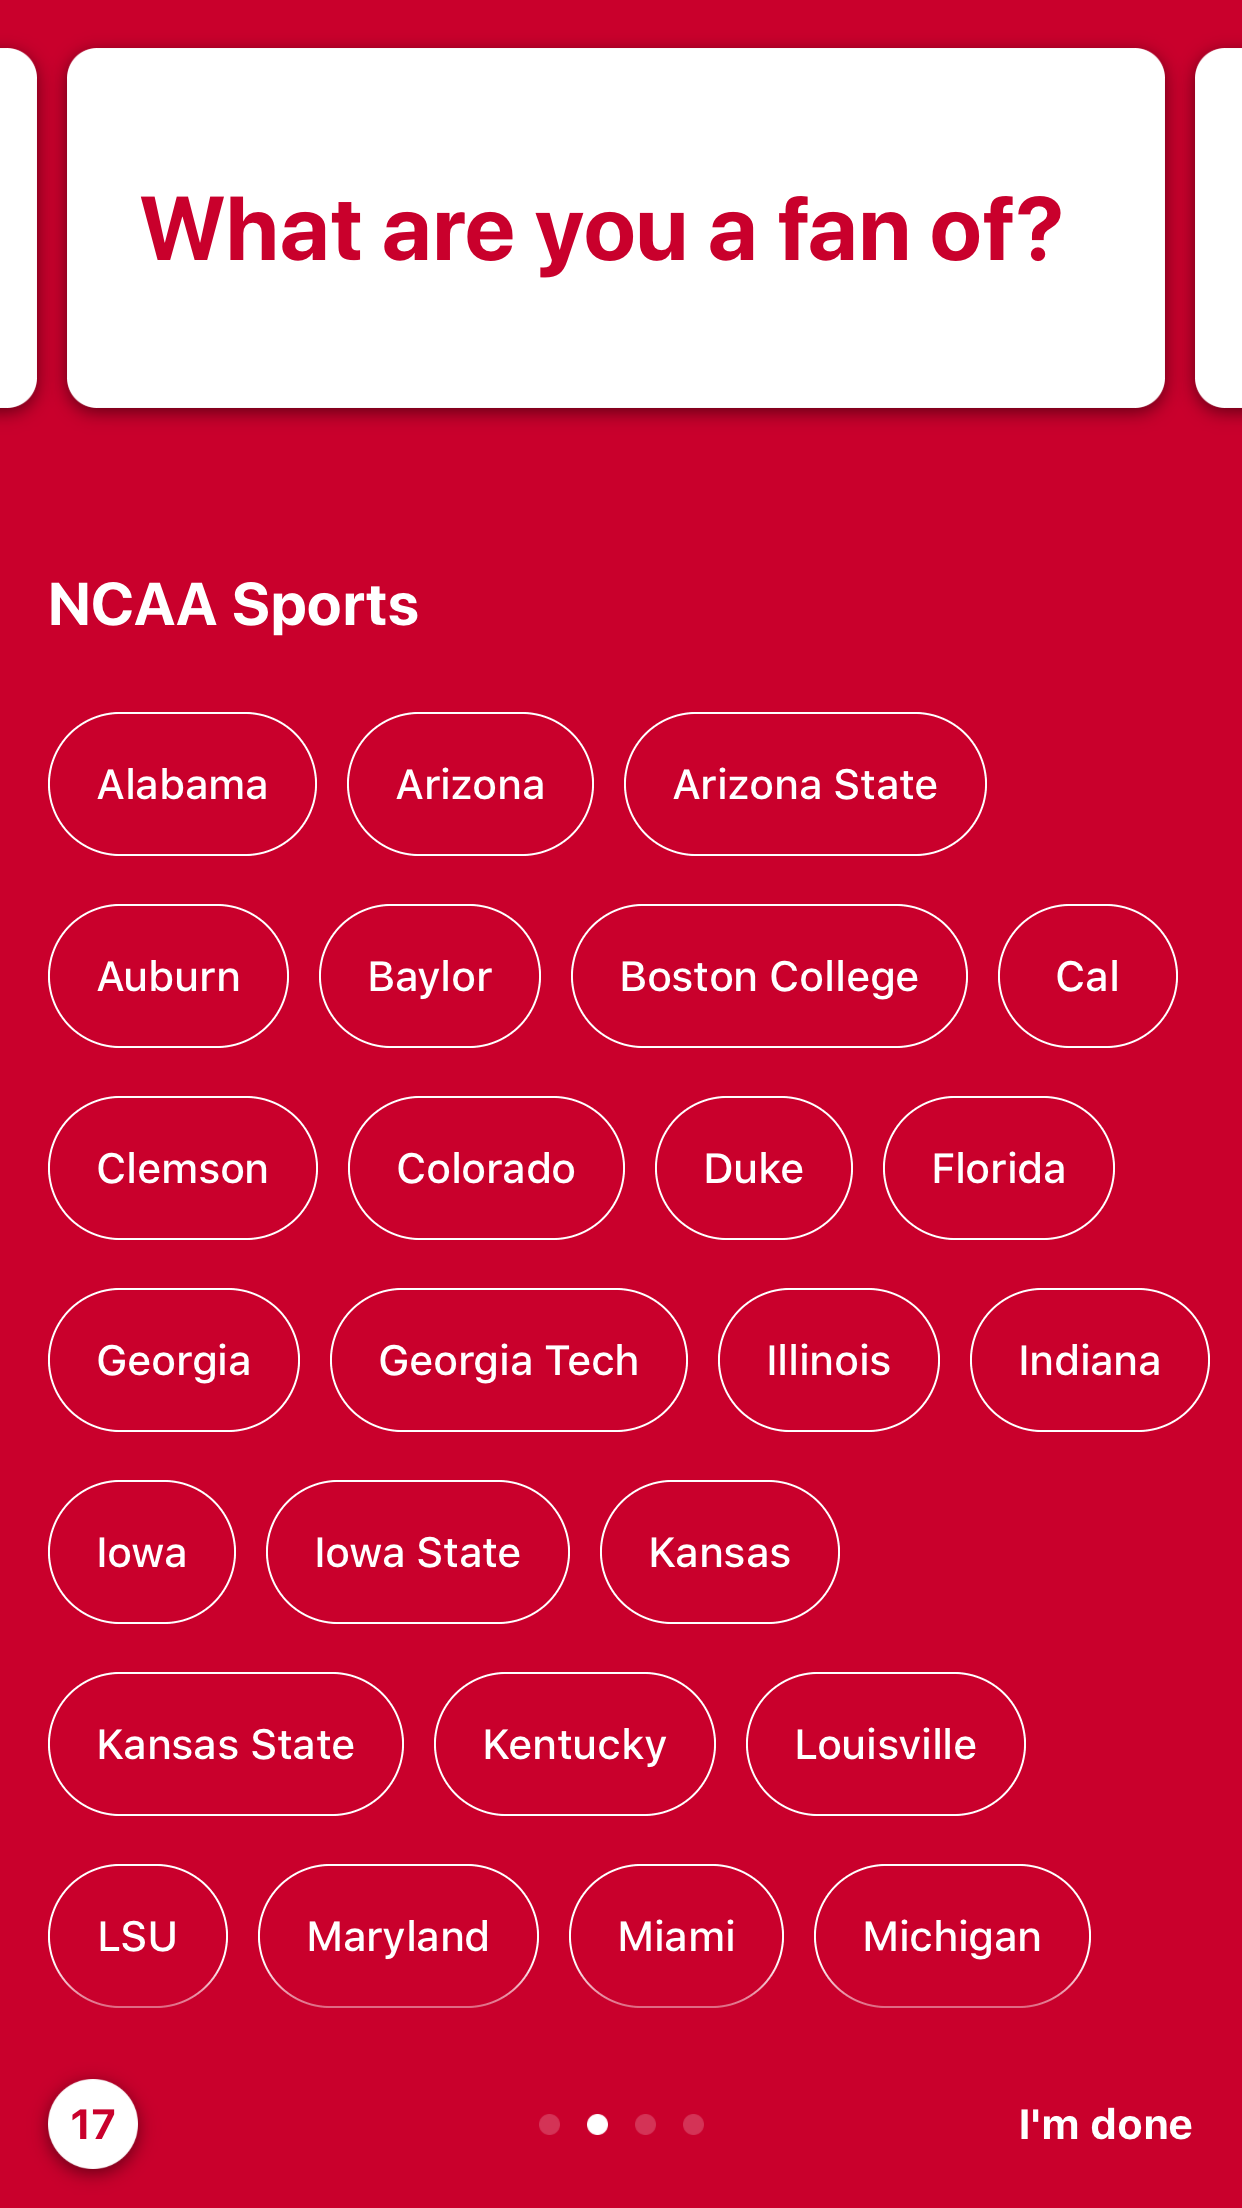 What are you a fan of?
NCAA Sports
Alabama Arizona Arizona State
Auburn Baylor Boston College Cal
Clemson Colorado Duke Florida
Georgia Georgia Tech Illinois Indiana
Iowa Iowa State Kansas
Kansas State Kentucky Louisville
LSU Maryland Miami Michigan
17 I'm done